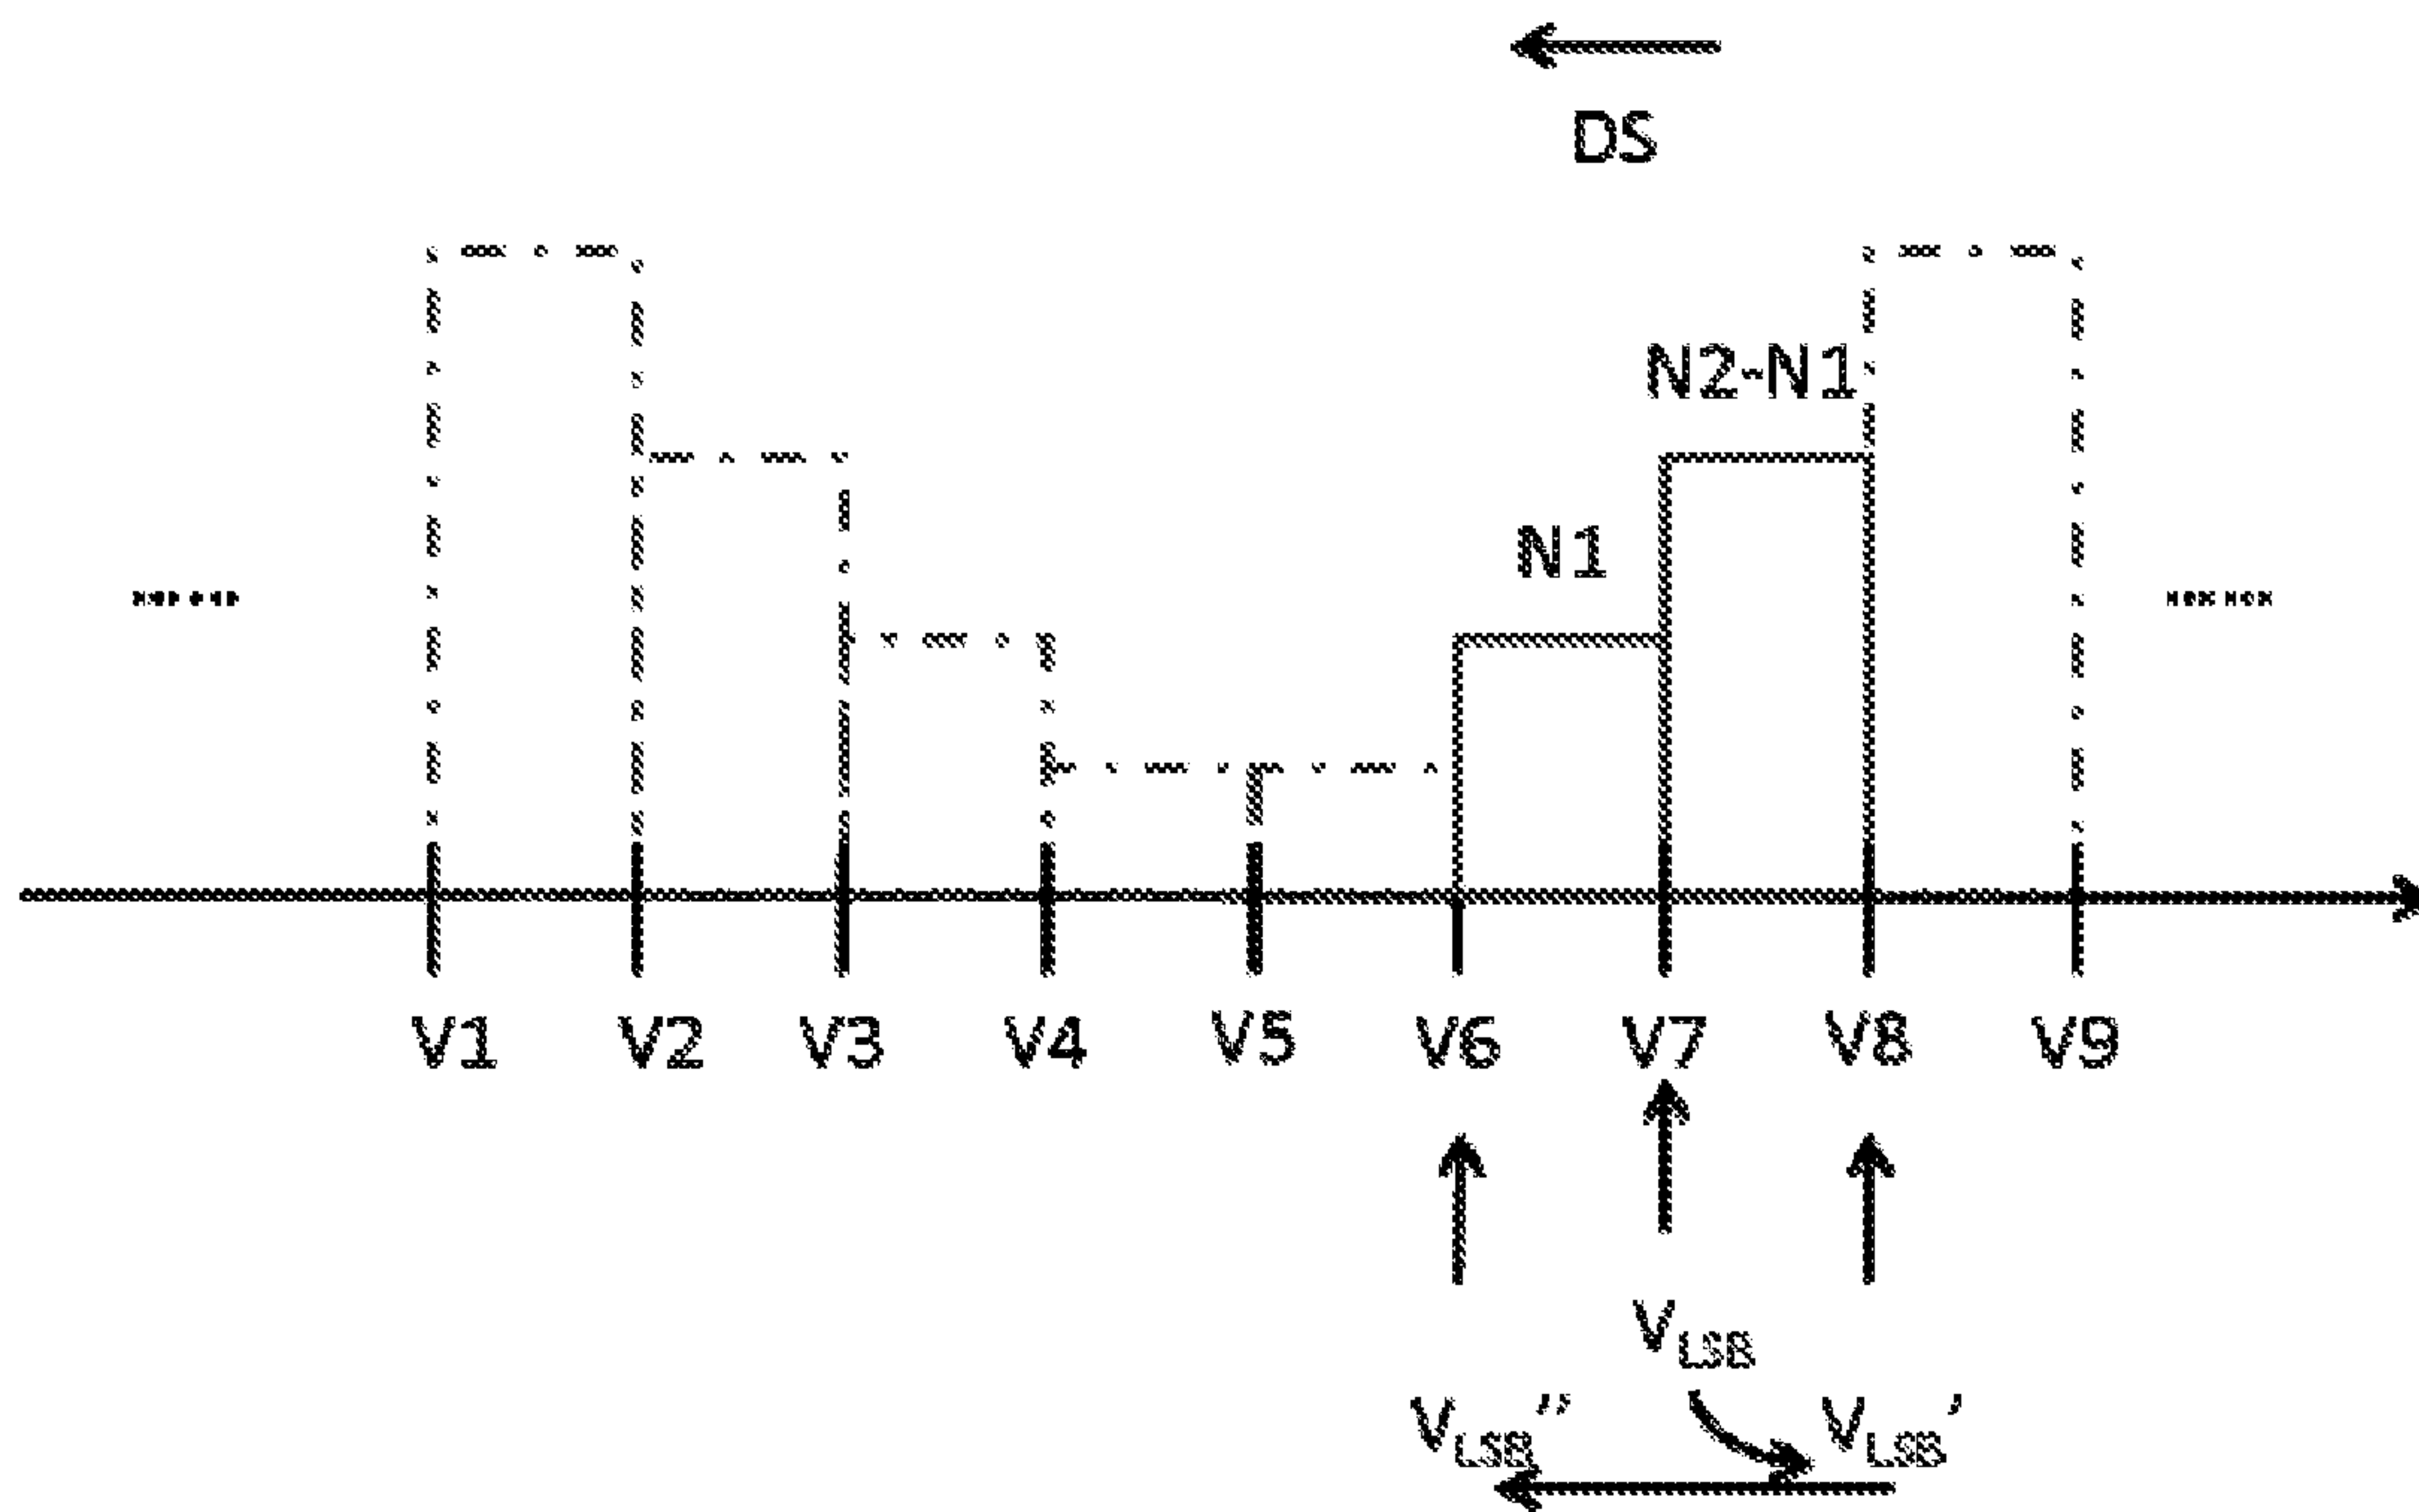 DS
N2-N1
N1
V1 V2 V3 V4 V5 V6 V7 V8 V9
VLSB
VLSB'' VLSB'